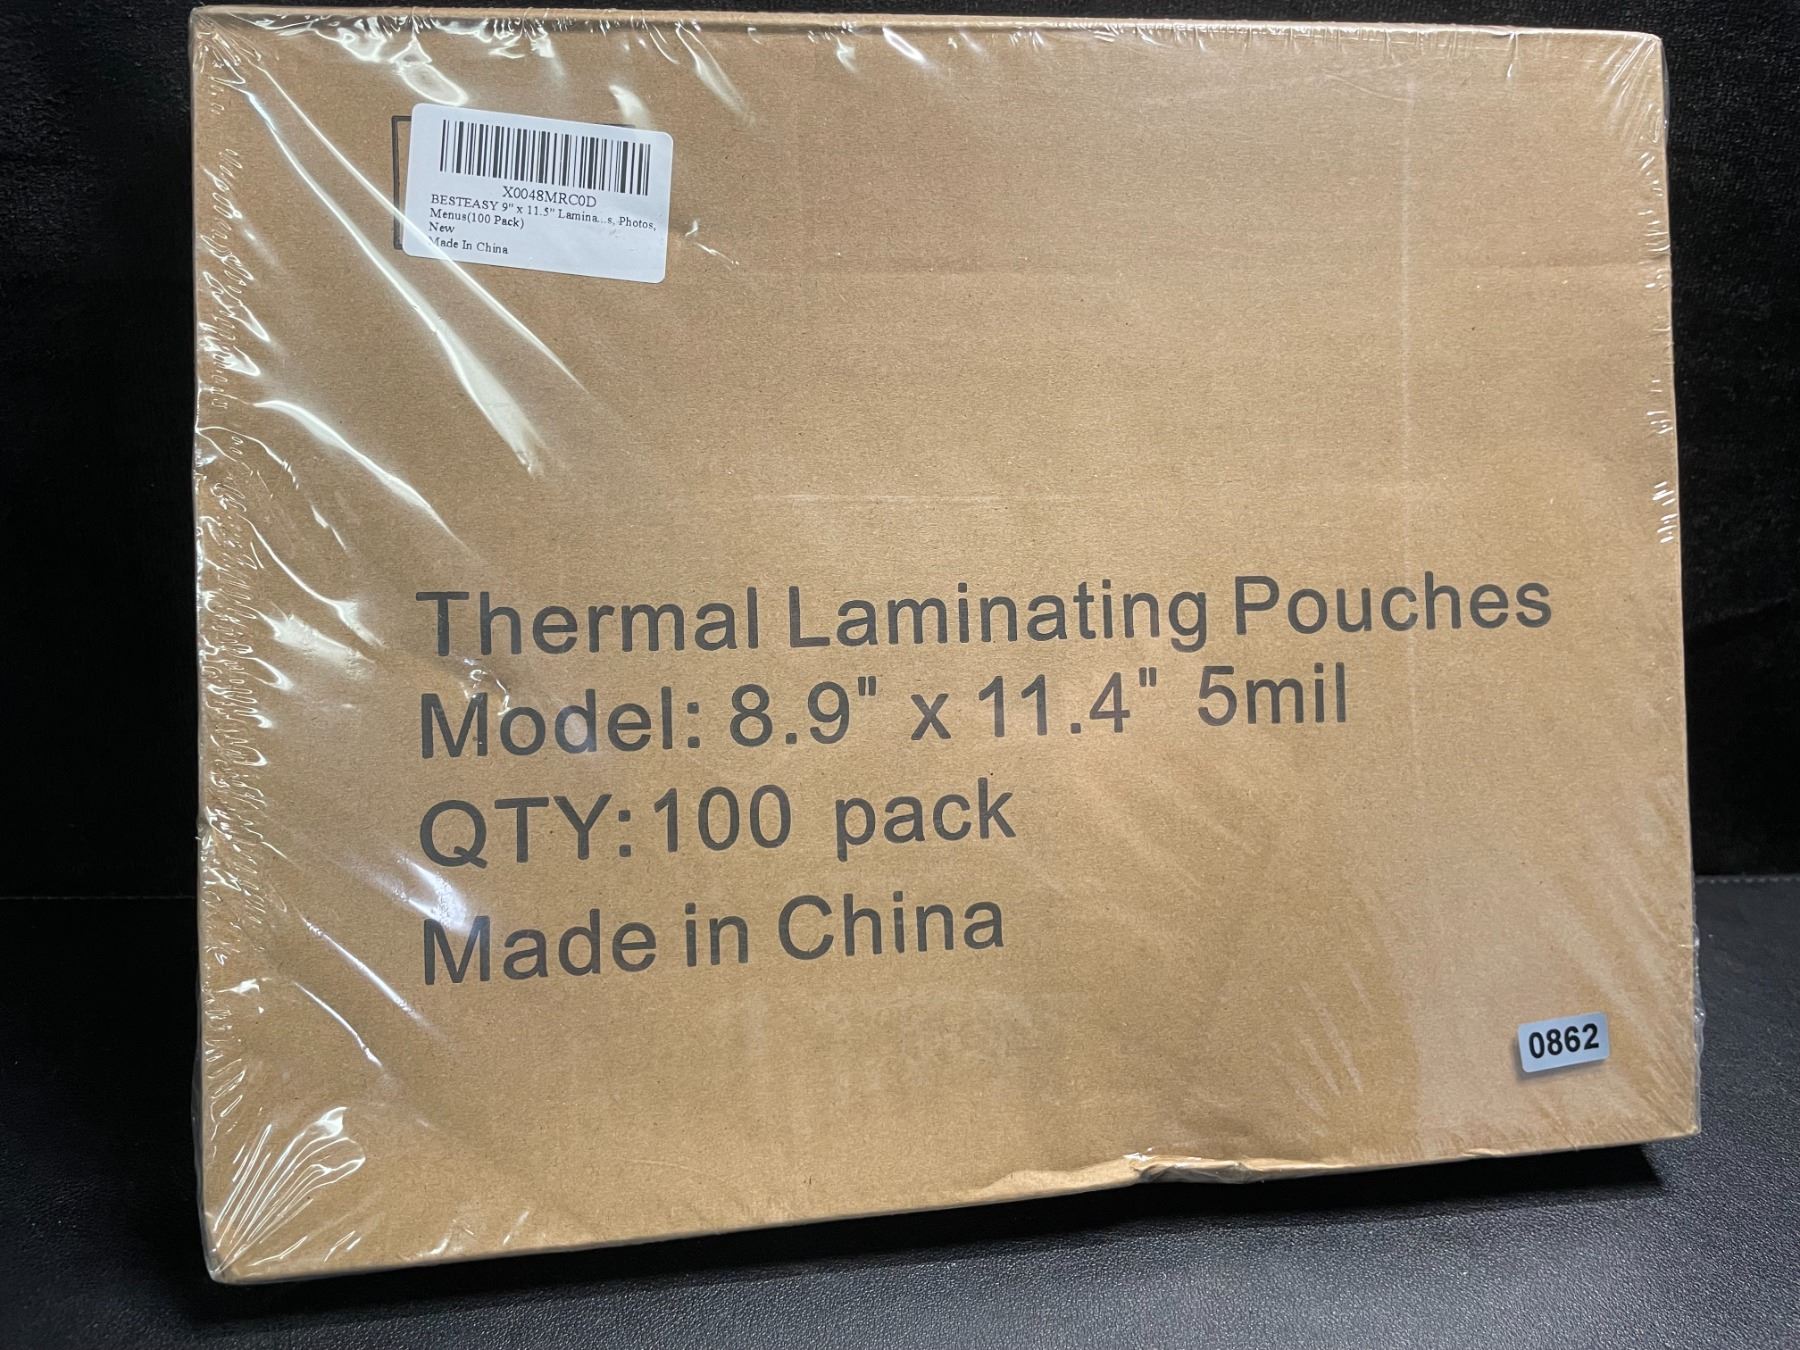 X0048MRC0D
BESTEASY 9" x 11.5" Lamina...s, Photos,
Menus(100 Pack)
New
Made In China
Thermal Laminating Pouches
Model: 8.9" x 11.4" 5mil
QTY:100 pack
Made in China
0862